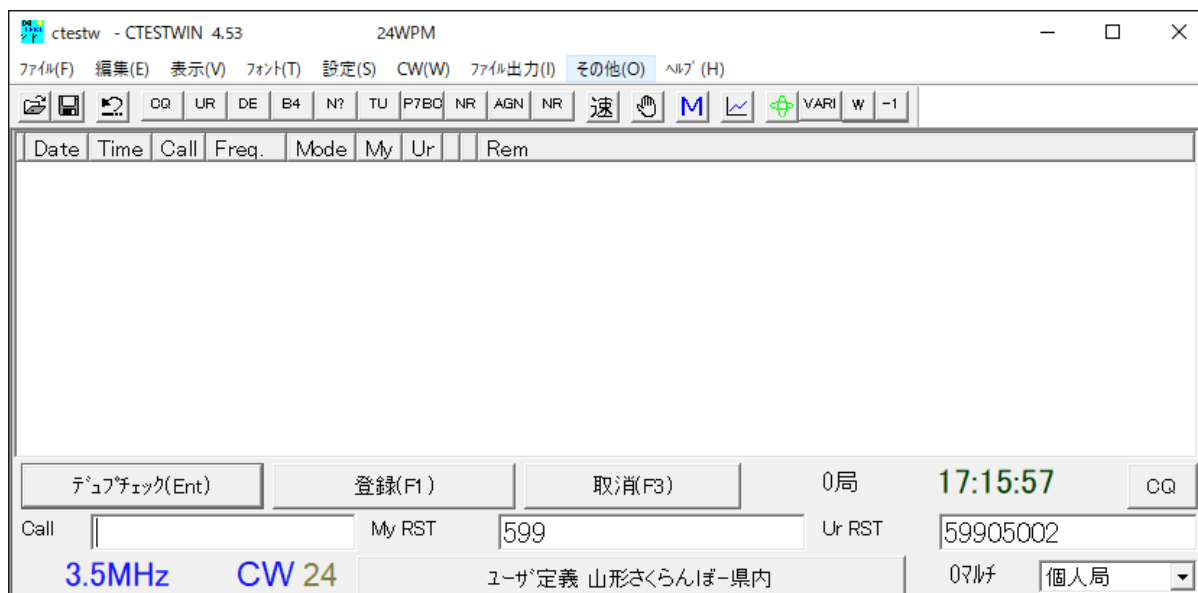 ctestw - CTESTWIN 4.53 24WPM
ﾌｧｲﾙ(F) 編集(E) 表示(V) ﾌｫﾝﾄ(T) 設定(S) CW(W) ﾌｧｲﾙ出力(I) その他(O) ﾍﾙﾌﾟ(H)
CQ UR DE B4 N? TU P7BC NR AGN NR 速 M VARI W -1
Date Time Call Freq. Mode My Ur Rem
ﾃﾞｭﾌﾟﾁｪｯｸ(Ent) 登録(F1) 取消(F3) 0局 17:15:57 CQ
Call My RST 599 Ur RST 59905002
3.5MHz CW 24 ﾕｰｻﾞ定義 山形さくらんぼー県内 0ﾏﾙﾁ 個人局